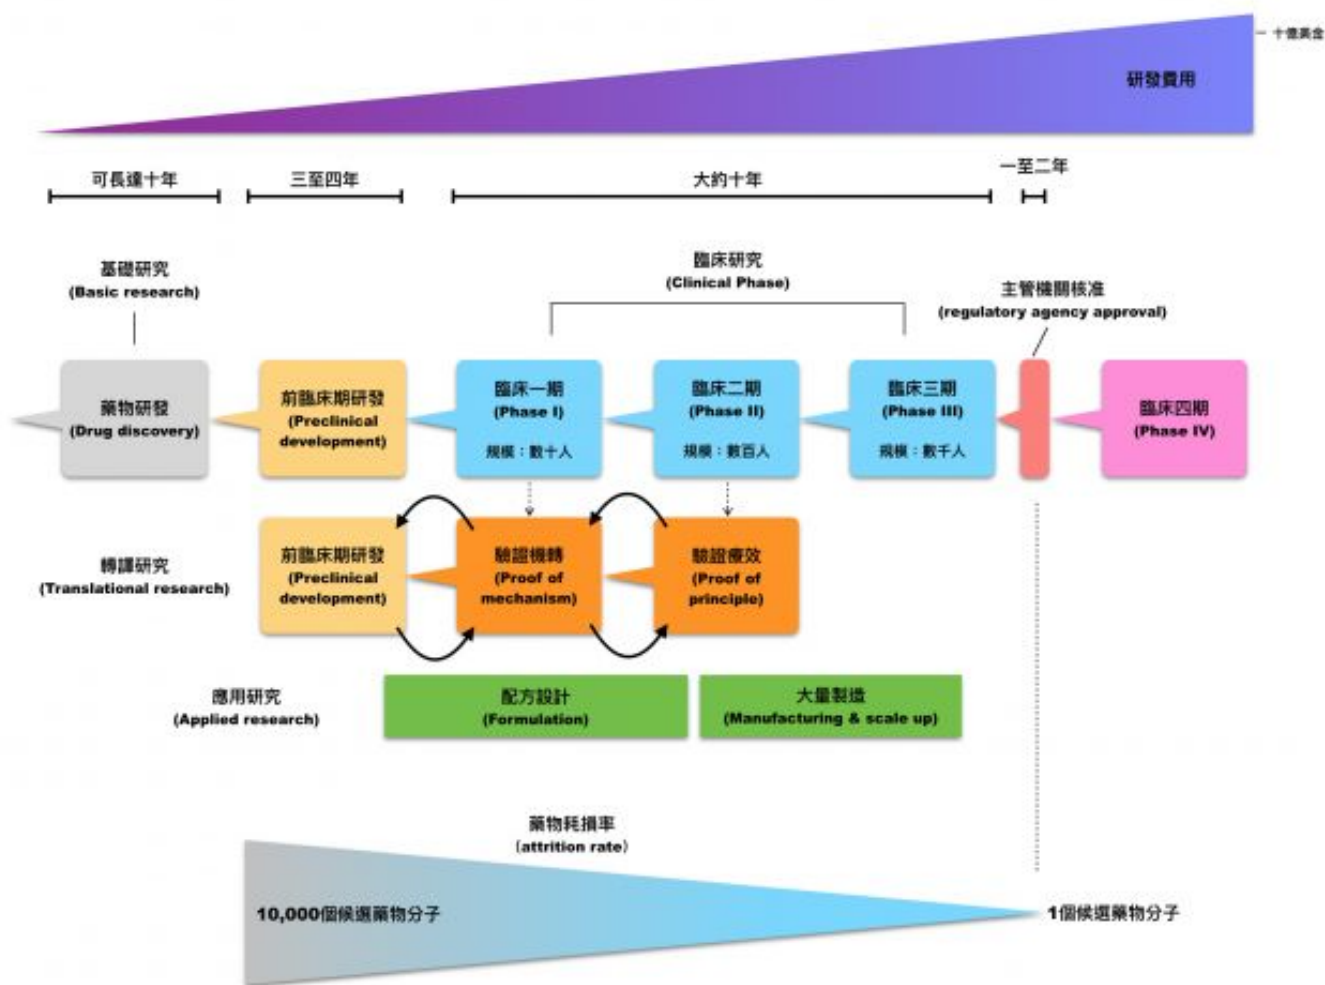 十億美金
研發費用
可長達十年
三至四年
大約十年
一至二年
基礎研究
(Basic research)
臨床研究
(Clinical Phase)
主管機關核准
(regulatory agency approval)
藥物研發
(Drug discovery)
前臨床期研發
(Preclinical
development)
臨床一期
(Phase I)
規模：數十人
臨床二期
(Phase II)
規模：數百人
臨床三期
(Phase III)
規模：數千人
臨床四期
(Phase IV)
轉譯研究
(Translational research)
前臨床期研發
(Preclinical
development)
驗證機轉
(Proof of
mechanism)
驗證療效
(Proof of
principle)
應用研究
(Applied research)
配方設計
(Formulation)
大量製造
(Manufacturing & scale up)
藥物耗損率
(attrition rate)
10,000個候選藥物分子
1個候選藥物分子